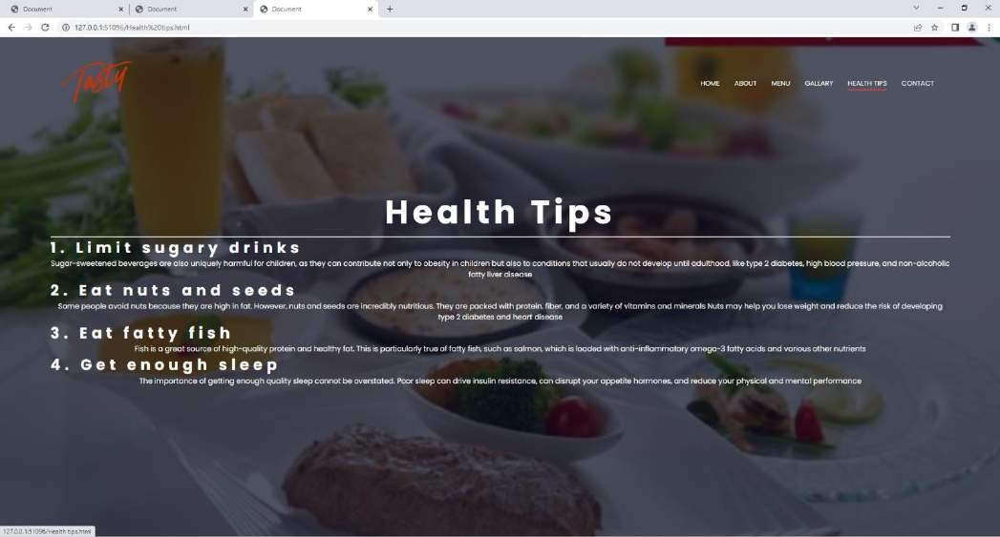 Document
Document
Document
127.0.0.1:51096/Health%20tips.html
Tasty
HOME ABOUT MENU GALLARY HEALTH TIPS CONTACT
Health Tips
1. Limit sugary drinks
Sugar-sweetened beverages are also uniquely harmful for children, as they can contribute not only to obesity in children but also to conditions that usually do not develop until adulthood, like type 2 diabetes, high blood pressure, and non-alcoholic
fatty liver disease
2. Eat nuts and seeds
Some people avoid nuts because they are high in fat. However, nuts and seeds are incredibly nutritious. They are packed with protein, fiber, and a variety of vitamins and minerals Nuts may help you lose weight and reduce the risk of developing
type 2 diabetes and heart disease
3. Eat fatty fish
Fish is a great source of high-quality protein and healthy fat. This is particularly true of fatty fish, such as salmon, which is loaded with anti-inflammatory omega-3 fatty acids and various other nutrients
4. Get enough sleep
The importance of getting enough quality sleep cannot be overstated. Poor sleep can drive insulin resistance, can disrupt your appetite hormones, and reduce your physical and mental performance
127.0.0.1:51096/Health tips.html